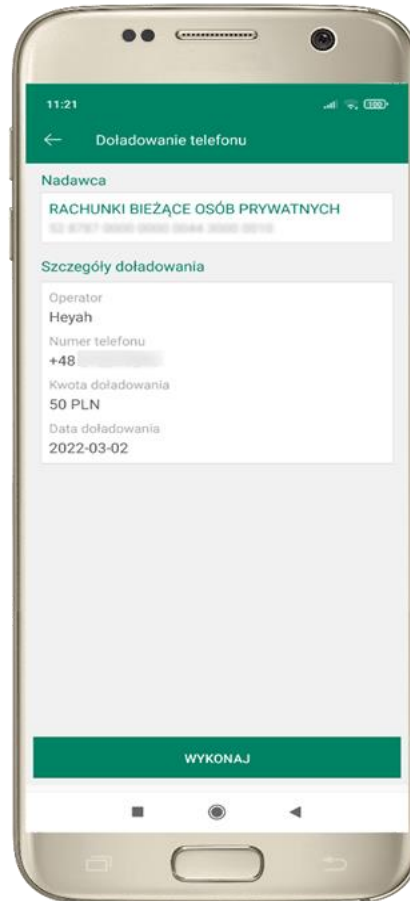 11:21
100
Doładowanie telefonu
Nadawca
RACHUNKI BIEŻĄCE OSÓB PRYWATNYCH
Szczegóły doładowania
Operator
Heyah
Numer telefonu
+48
Kwota doładowania
50 PLN
Data doładowania
2022-03-02
WYKONAJ